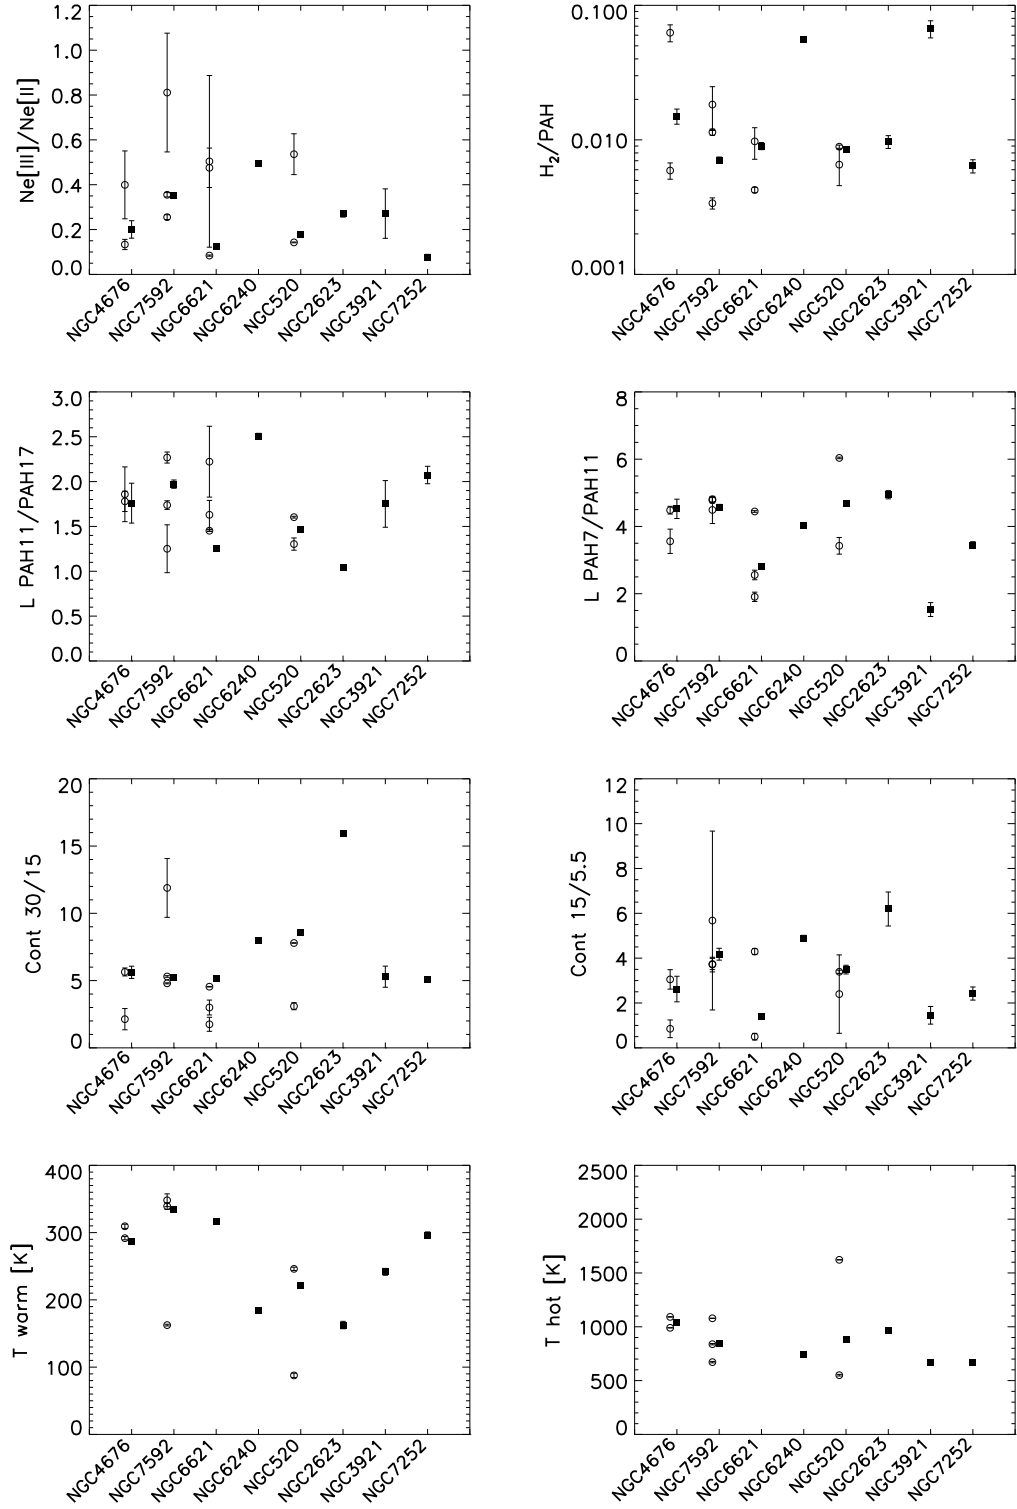 1.2
1.0
0.8
0.6
0.4
0.2
0.0
Ne[III]/Ne[II]
NGC4676
NGC7592
NGC6621
NGC6240
NGC520
NGC2623
NGC3921
NGC7252
0.100
0.010
0.001
H₂/PAH
NGC4676
NGC7592
NGC6621
NGC6240
NGC520
NGC2623
NGC3921
NGC7252
3.0
2.5
2.0
1.5
1.0
0.5
0.0
L PAH11/PAH17
NGC4676
NGC7592
NGC6621
NGC6240
NGC520
NGC2623
NGC3921
NGC7252
8
6
4
2
0
L PAH7/PAH11
NGC4676
NGC7592
NGC6621
NGC6240
NGC520
NGC2623
NGC3921
NGC7252
20
15
10
5
0
Cont 30/15
NGC4676
NGC7592
NGC6621
NGC6240
NGC520
NGC2623
NGC3921
NGC7252
12
10
8
6
4
2
0
Cont 15/5.5
NGC4676
NGC7592
NGC6621
NGC6240
NGC520
NGC2623
NGC3921
NGC7252
400
300
200
100
0
T warm [K]
NGC4676
NGC7592
NGC6621
NGC6240
NGC520
NGC2623
NGC3921
NGC7252
2500
2000
1500
1000
500
0
T hot [K]
NGC4676
NGC7592
NGC6621
NGC6240
NGC520
NGC2623
NGC3921
NGC7252